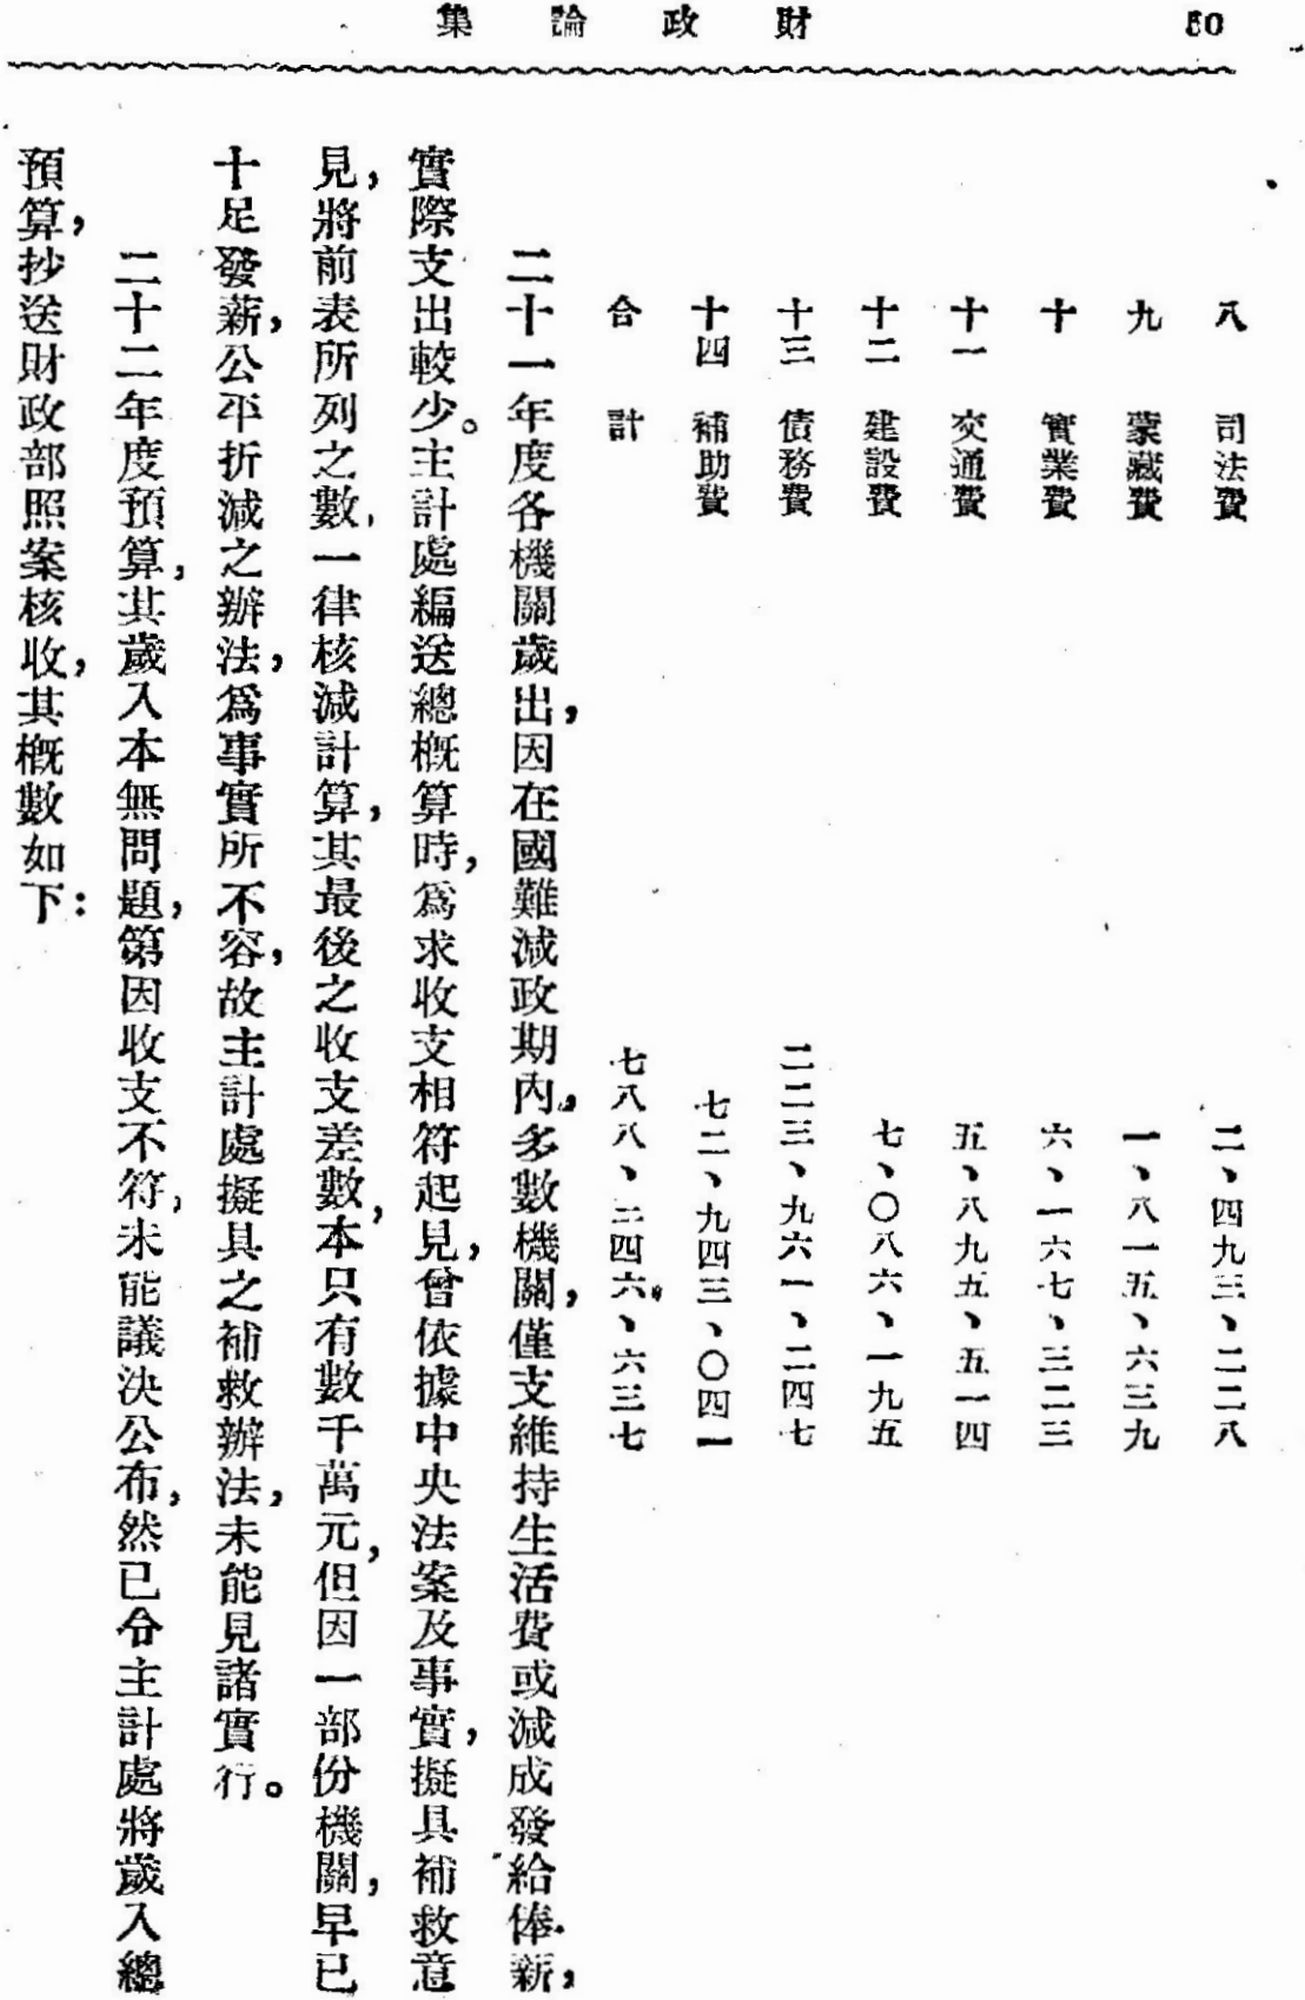 財政論集
50
八　司法費　二、四九三、二二八
九　蒙藏費　一、八一五、六三九
十　實業費　六、一六七、三二三
十一　交通費　五、八九五、五一四
十二　建設費　七、〇八六、一九五
十三　債務費　二二三、九六一、二四七
十四　補助費　七二、九四三、〇四一
合計　七八八、二四六、六三七
二十一年度各機關歲出，因在國難減政期內，多數機關，僅支維持生活費或減成發給俸薪，
實際支出較少。主計處編送總概算時，爲求收支相符起見，曾依據中央法案及事實，擬具補救意
見，將前表所列之數，一律核減計算，其最後之收支差數，本只有數千萬元，但因一部份機關，早已
十足發薪，公平折減之辦法，爲事實所不容，故主計處擬具之補救辦法，未能見諸實行。
二十二年度預算，其歲入本無問題，第因收支不符，未能議決公布，然已令主計處將歲入總
預算，抄送財政部照案核收，其概數如下：